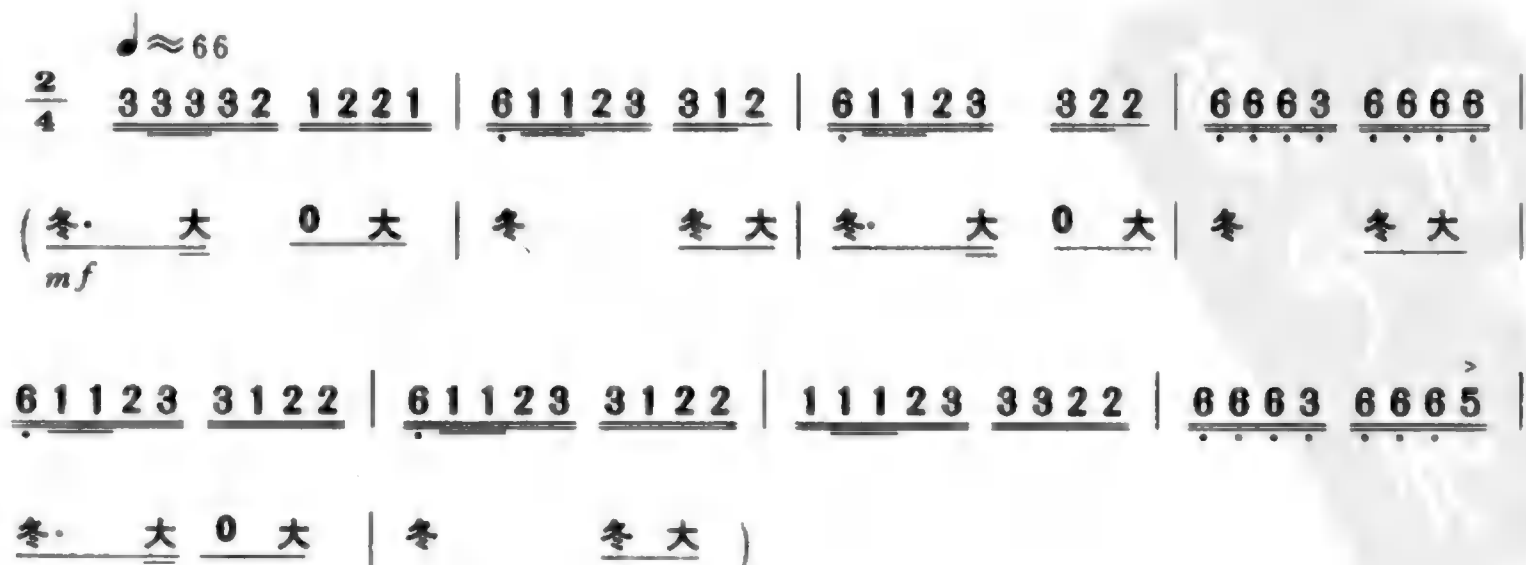 ♩≈66
2/4 33332 1221 | 61123 312 | 61123 322 | 6663 6666 |
( 冬· 大 0 大 | 冬 冬 大 | 冬· 大 0 大 | 冬 冬 大 |
mf
61123 3122 | 61123 3122 | 11123 3322 | 6663 6665 |
冬· 大 0 大 | 冬 冬 大 )